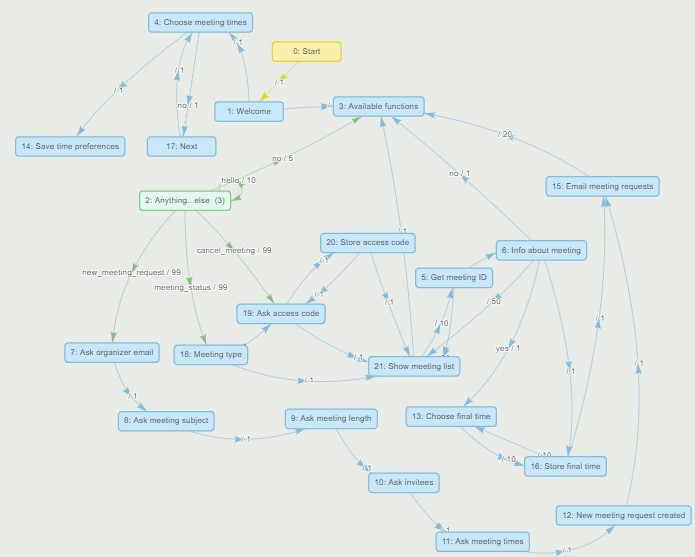 4: Choose meeting times
0: Start
/ 1
/ 1
/ 1
/ 1
no / 1
1: Welcome
3: Available functions
14: Save time preferences
17: Next
/ 20
no / 5
no / 1
hello / 10
15: Email meeting requests
2: Anything.. else (3)
/ 1
20: Store access code
6: Info about meeting
cancel_meeting / 99
/ 1
new_meeting_request / 99
5: Get meeting ID
meeting_status / 99
/ 1
/ 1
/ 50
19: Ask access code
/ 10
/ 1
yes / 1
7: Ask organizer email
18: Meeting type
/ 1
/ 1
/ 1
21: Show meeting list
/ 1
/ 1
8: Ask meeting subject
9: Ask meeting length
13: Choose final time
/ 1
/ 10
/ 10
/ 1
16: Store final time
10: Ask invitees
12: New meeting request created
/ 1
11: Ask meeting times
/ 1